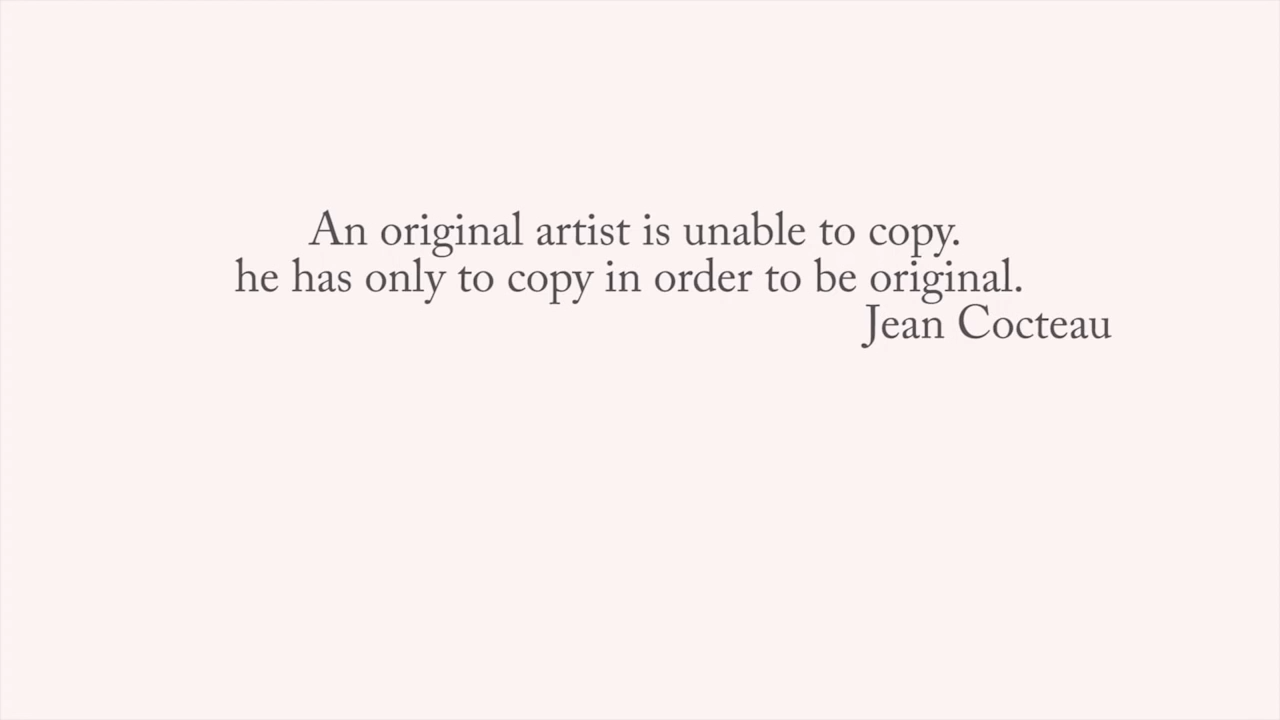 An original artist is unable to copy.
he has only to copy in order to be original.
Jean Cocteau